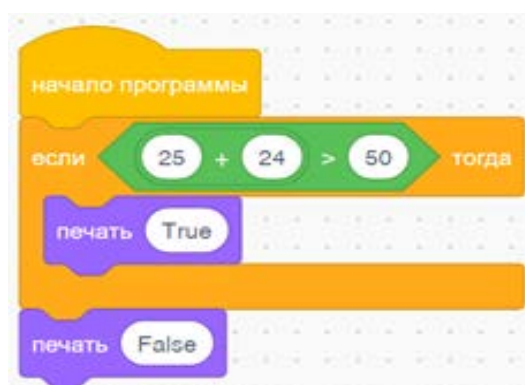 начало программы
если 25 + 24 > 50 тогда
печать True
печать False